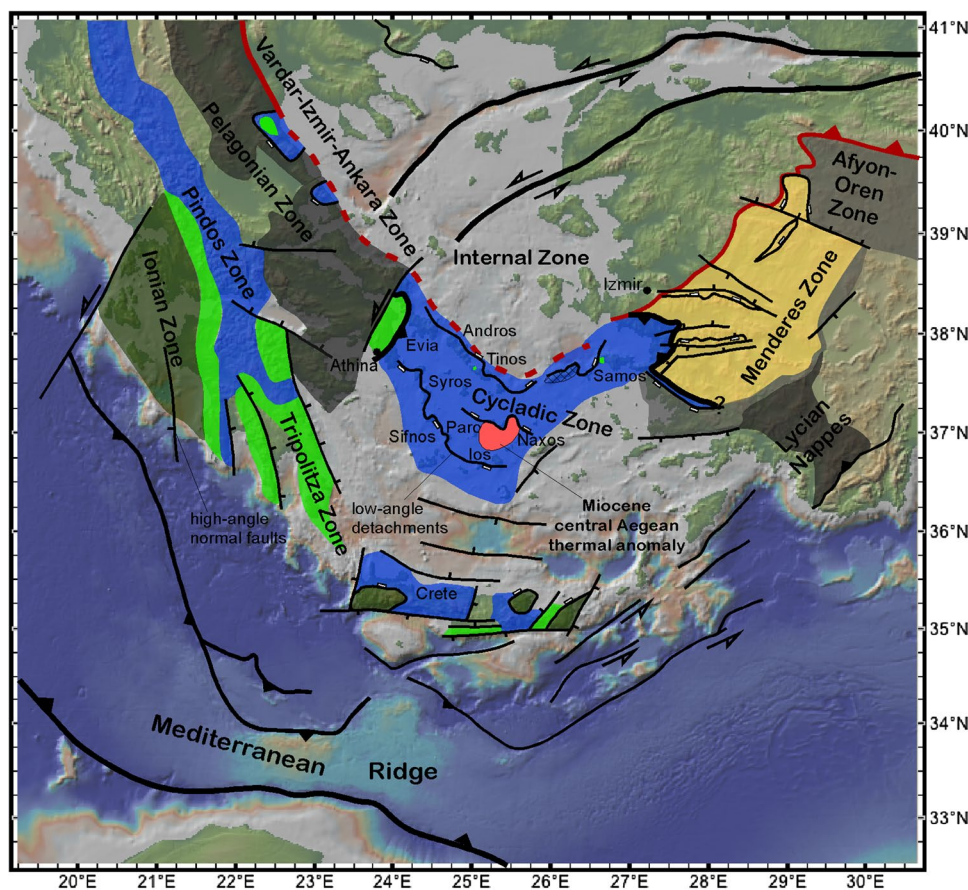 41°N
40°N
39°N
38°N
37°N
36°N
35°N
34°N
33°N
20°E
21°E
22°E
23°E
24°E
25°E
26°E
27°E
28°E
29°E
30°E
Vardar-Izmir-Ankara Zone
Pelagonian Zone
Pindos Zone
Ionian Zone
Tripolitza Zone
Internal Zone
Izmir
Afyon-
Oren
Zone
Menderes Zone
Lycian
Nappes
?
Andros
Tinos
Evia
Athina
Syros
Samos
Cycladic Zone
Paro
Naxos
Sifnos
Ios
high-angle
normal faults
low-angle
detachments
Miocene
central Aegean
thermal anomaly
Crete
Mediterranean
Ridge